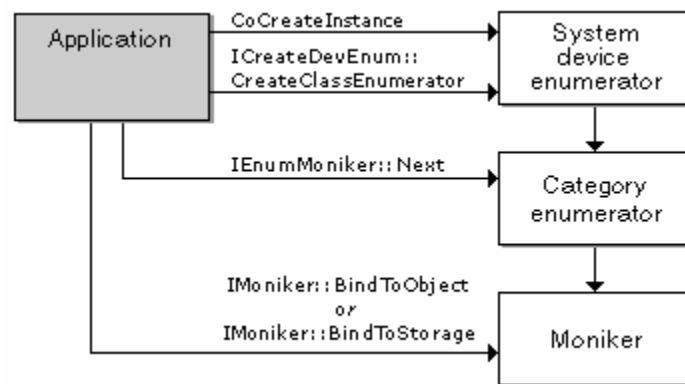 Application
CoCreateInstance
ICreateDevEnum::
CreateClassEnumerator
System
device
enumerator
IEnumMoniker::Next
Category
enumerator
IMoniker::BindToObject
or
IMoniker::BindToStorage
Moniker